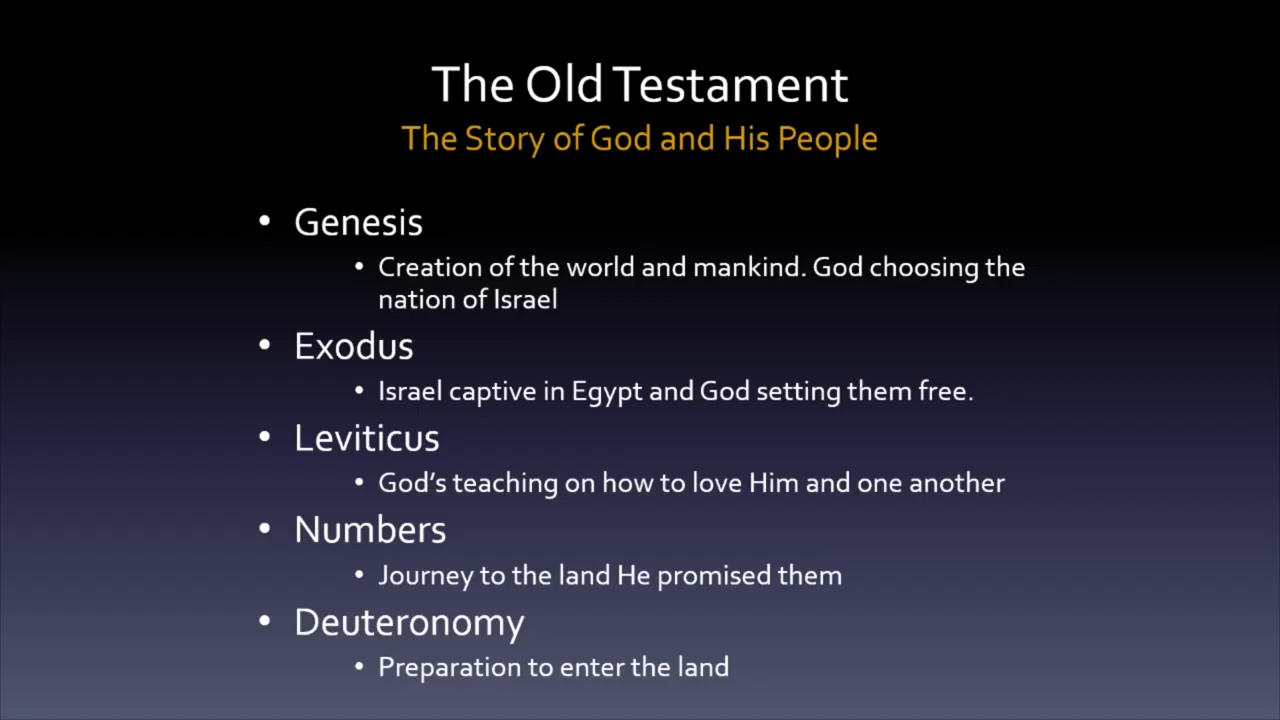 The Old Testament
The Story of God and His People
• Genesis
• Creation of the world and mankind. God choosing the
nation of Israel
• Exodus
• Israel captive in Egypt and God setting them free.
• Leviticus
• God’s teaching on how to love Him and one another
• Numbers
• Journey to the land He promised them
• Deuteronomy
• Preparation to enter the land